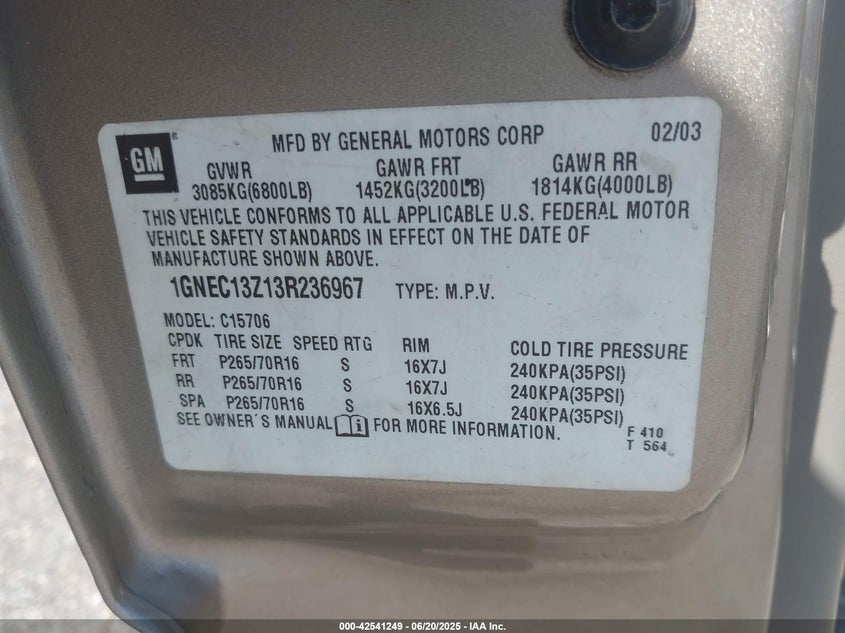 GM
®
MFD BY GENERAL MOTORS CORP 02/03
GVWR GAWR FRT GAWR RR
3085KG(6800LB) 1452KG(3200LB) 1814KG(4000LB)
THIS VEHICLE CONFORMS TO ALL APPLICABLE U.S. FEDERAL MOTOR
VEHICLE SAFETY STANDARDS IN EFFECT ON THE DATE OF
MANUFACTURE SHOWN ABOVE.
1GNEC13Z13R236967 TYPE: M.P.V.
MODEL: C15706
CPDK TIRE SIZE SPEED RTG RIM COLD TIRE PRESSURE
FRT P265/70R16 S 16X7J 240KPA(35PSI)
RR P265/70R16 S 16X7J 240KPA(35PSI)
SPA P265/70R16 S 16X6.5J 240KPA(35PSI)
SEE OWNER'S MANUAL FOR MORE INFORMATION.
F 410
T 564
000-42541249 | 06/20/2025 - IAA Inc.